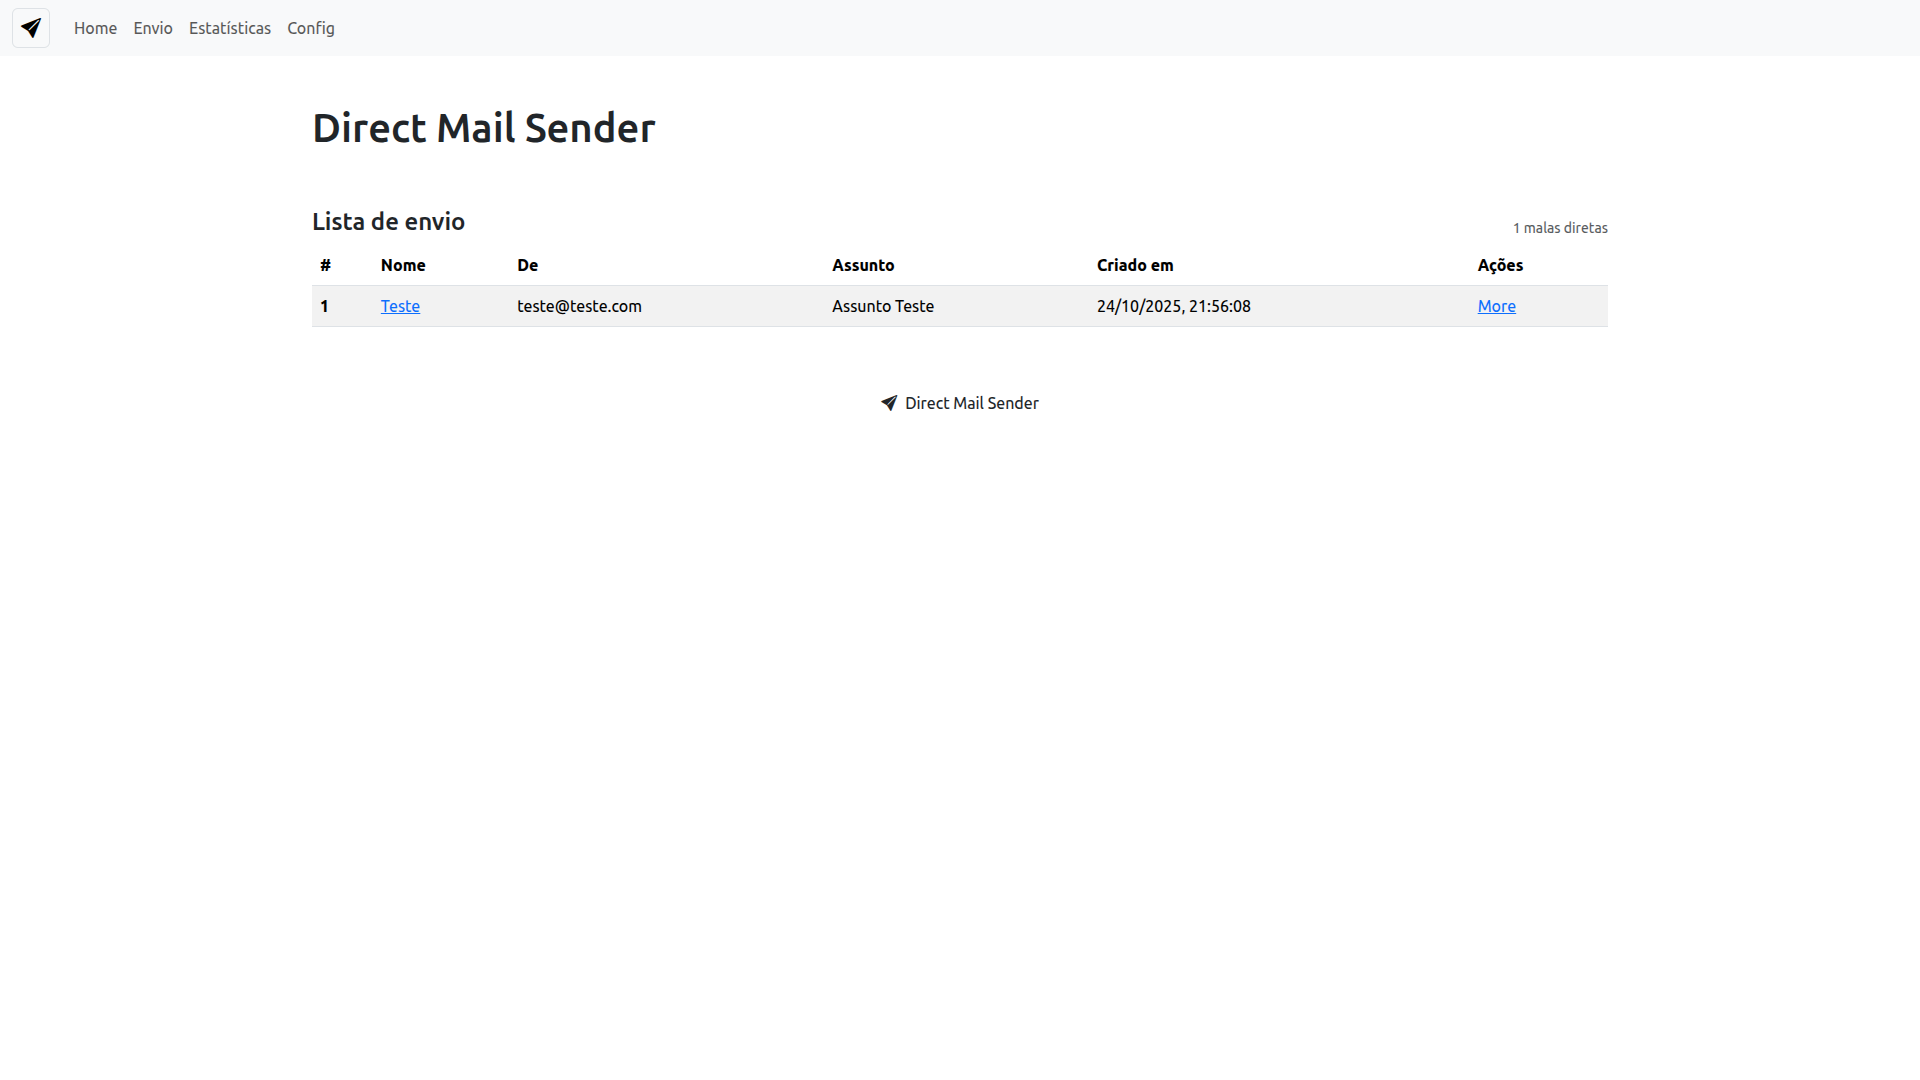 Home Envio Estatísticas Config
Direct Mail Sender
Lista de envio
1 malas diretas
# Nome De Assunto Criado em Ações
1 Teste teste@teste.com Assunto Teste 24/10/2025, 21:56:08 More
Direct Mail Sender